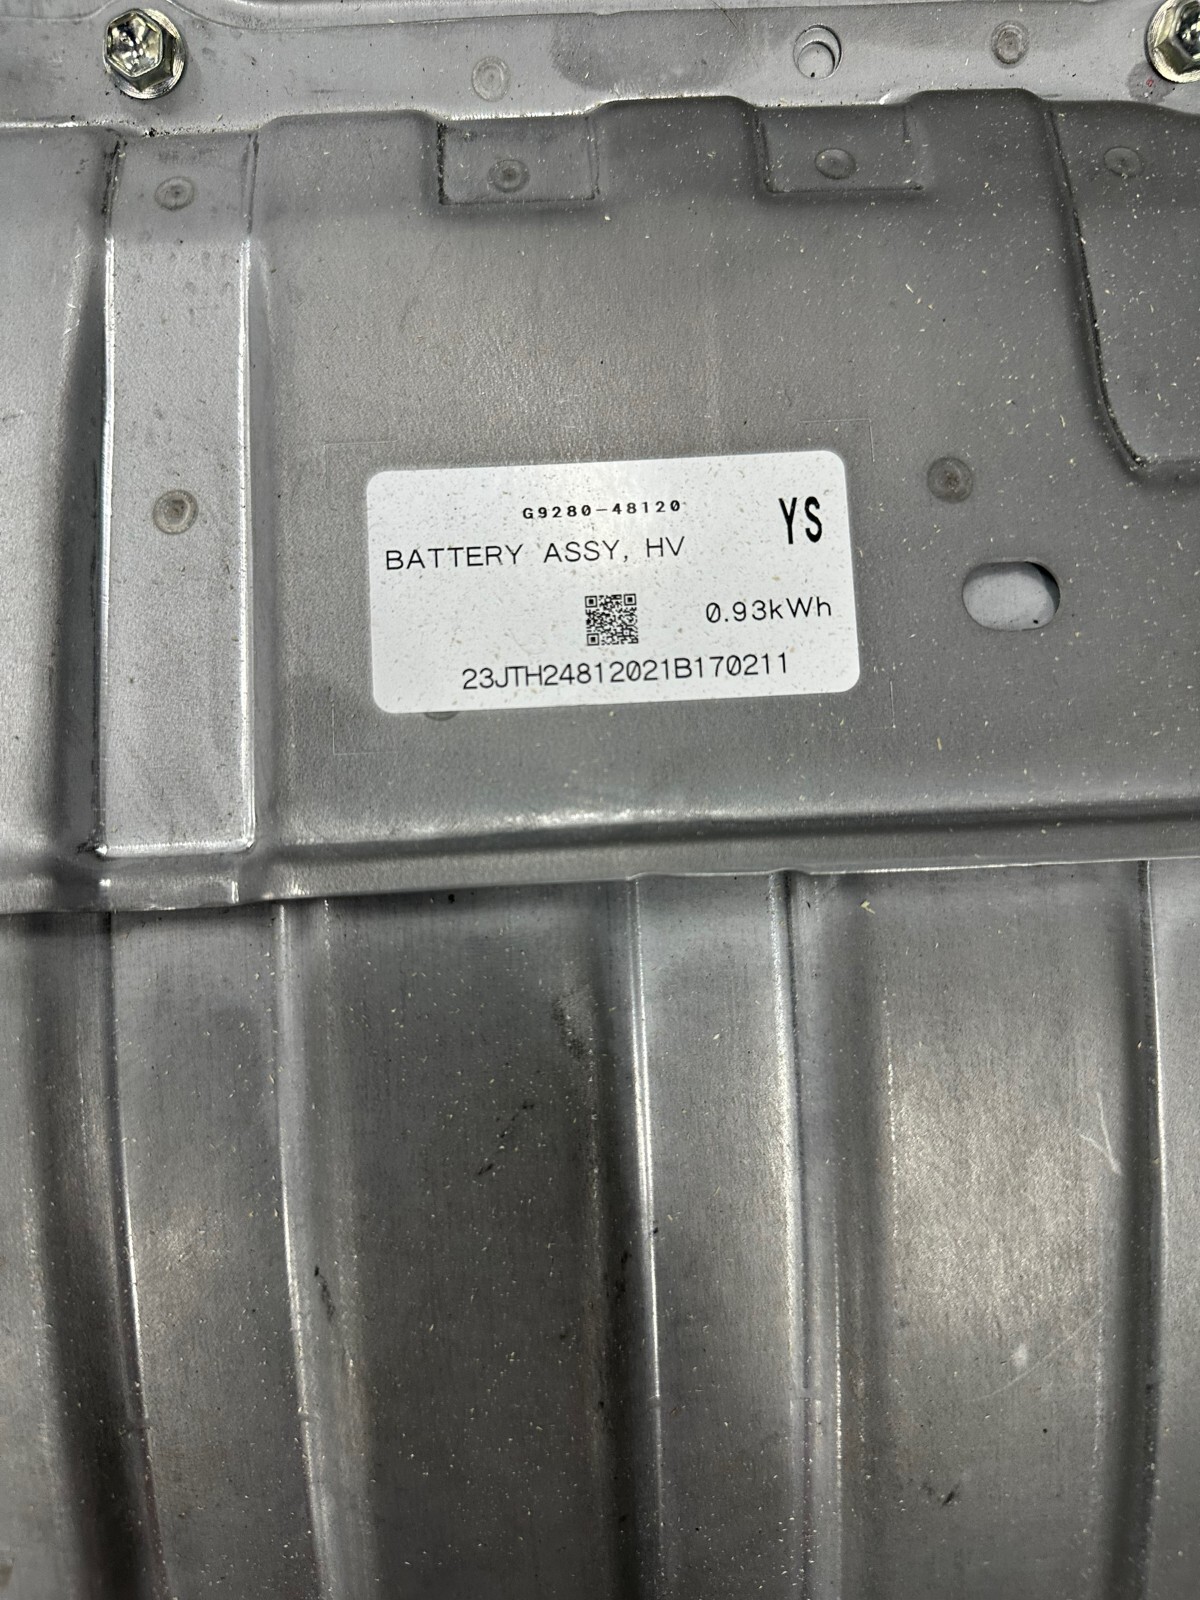 G9280-48120
YS
BATTERY ASSY, HV
0.93kWh
23JTH24812021B170211